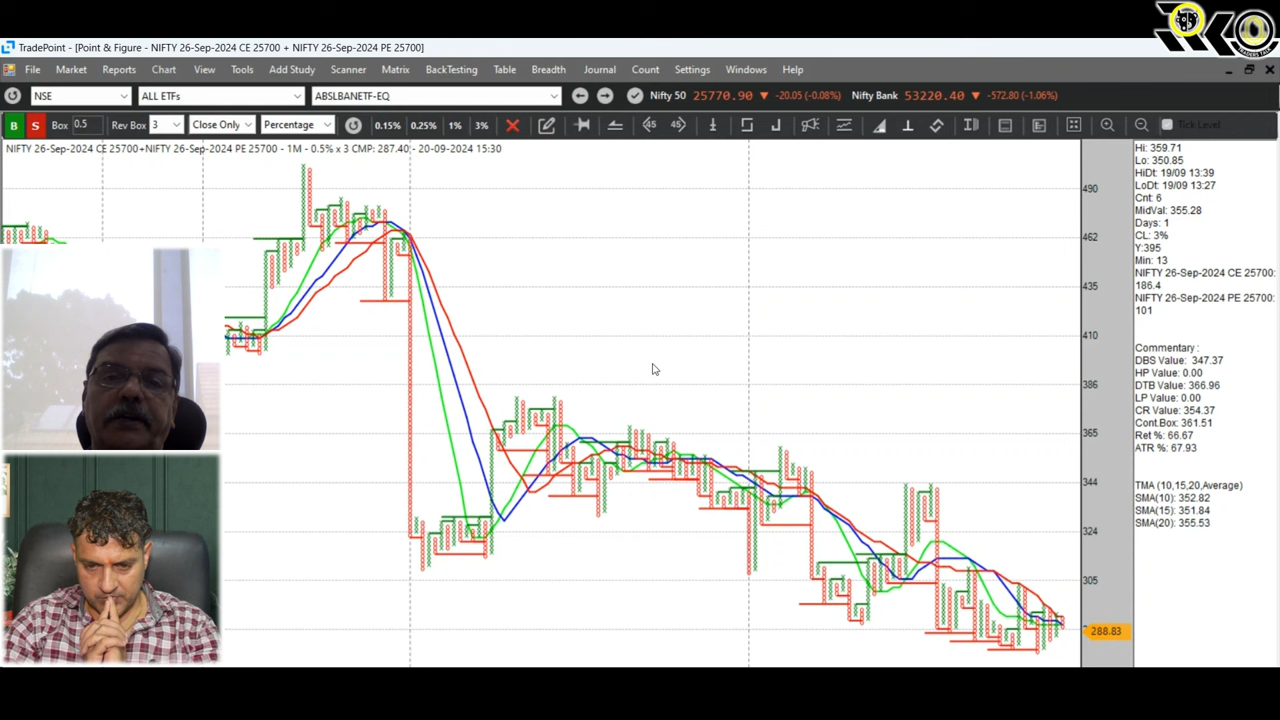 TradePoint - [Point & Figure - NIFTY 26-Sep-2024 CE 25700 + NIFTY 26-Sep-2024 PE 25700]
File Market Reports Chart View Tools Add Study Scanner Matrix BackTesting Table Breadth Journal Count Settings Windows Help
NSE ALL ETFs ABSLBANETF-EQ Nifty 50 25770.90 ▼ -20.05 (-0.08%) Nifty Bank 53220.40 ▼ -572.80 (-1.06%)
B S Box 0.5 Rev Box 3 Close Only Percentage 0.15% 0.25% 1% 3% 45 45 Tick Level
NIFTY 26-Sep-2024 CE 25700+NIFTY 26-Sep-2024 PE 25700 - 1M - 0.5% x 3 CMP: 287.40 - 20-09-2024 15:30
490
462
435
410
386
365
344
324
305
288.83
Hi: 359.71
Lo: 350.85
HiDt: 19/09 13:39
LoDt: 19/09 13:27
Cnt: 6
MidVal: 355.28
Days: 1
CL: 3%
Y:395
Min: 13
NIFTY 26-Sep-2024 CE 25700:
186.4
NIFTY 26-Sep-2024 PE 25700:
101
Commentary :
DBS Value: 347.37
HP Value: 0.00
DTB Value: 366.96
LP Value: 0.00
CR Value: 354.37
Cont.Box: 361.51
Ret %: 66.67
ATR %: 67.93
TMA (10,15,20,Average)
SMA(10): 352.82
SMA(15): 351.84
SMA(20): 355.53